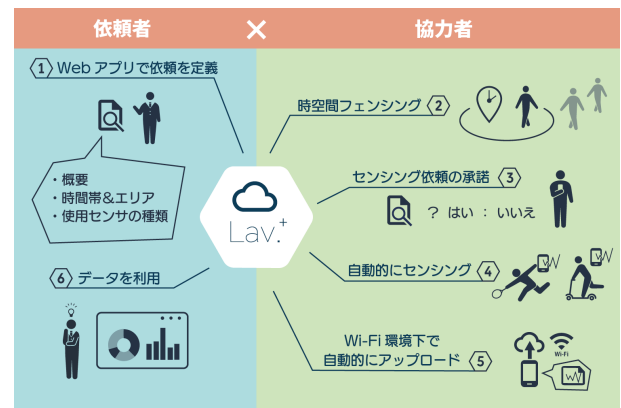 依頼者 × 協力者
1 Web アプリで依頼を定義
・概要
・時間帯&エリア
・使用センサの種類
時空間フェンシング 2
センシング依頼の承諾 3
? はい : いいえ
Lav.+
自動的にセンシング 4
Wi-Fi 環境下で
自動的にアップロード 5
Wi-Fi
6 データを利用